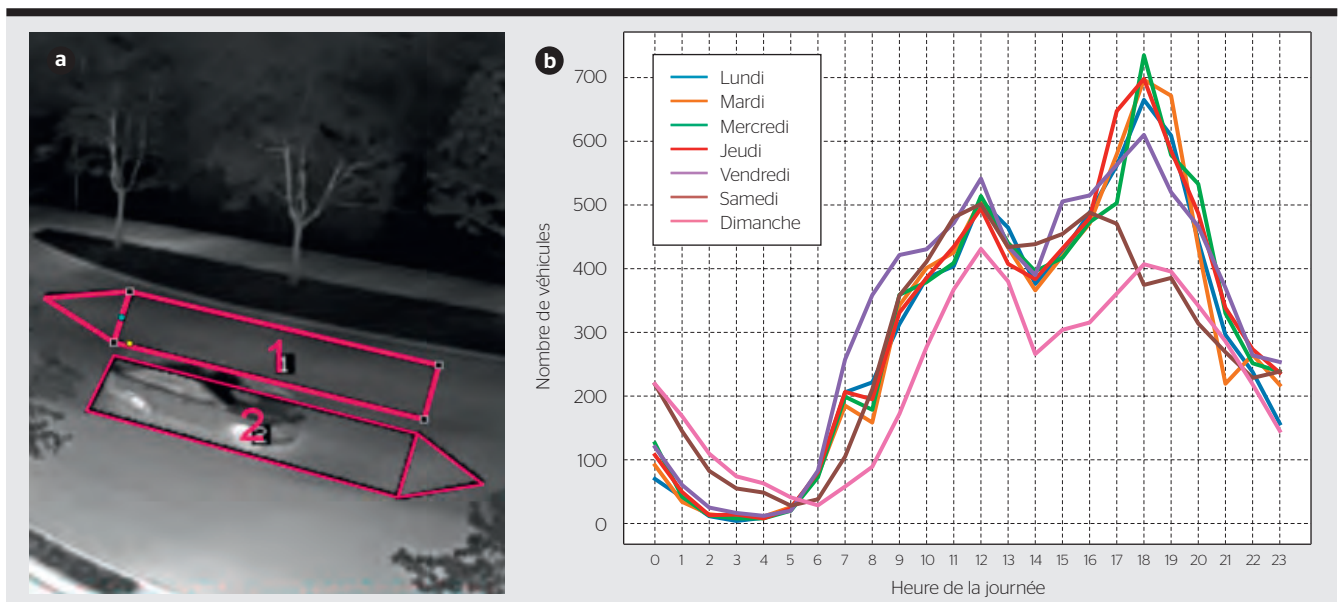 a
1
1
2
2
b
Nombre de véhicules
700
600
500
400
300
200
100
0
Lundi
Mardi
Mercredi
Jeudi
Vendredi
Samedi
Dimanche
0 1 2 3 4 5 6 7 8 9 10 11 12 13 14 15 16 17 18 19 20 21 22 23
Heure de la journée